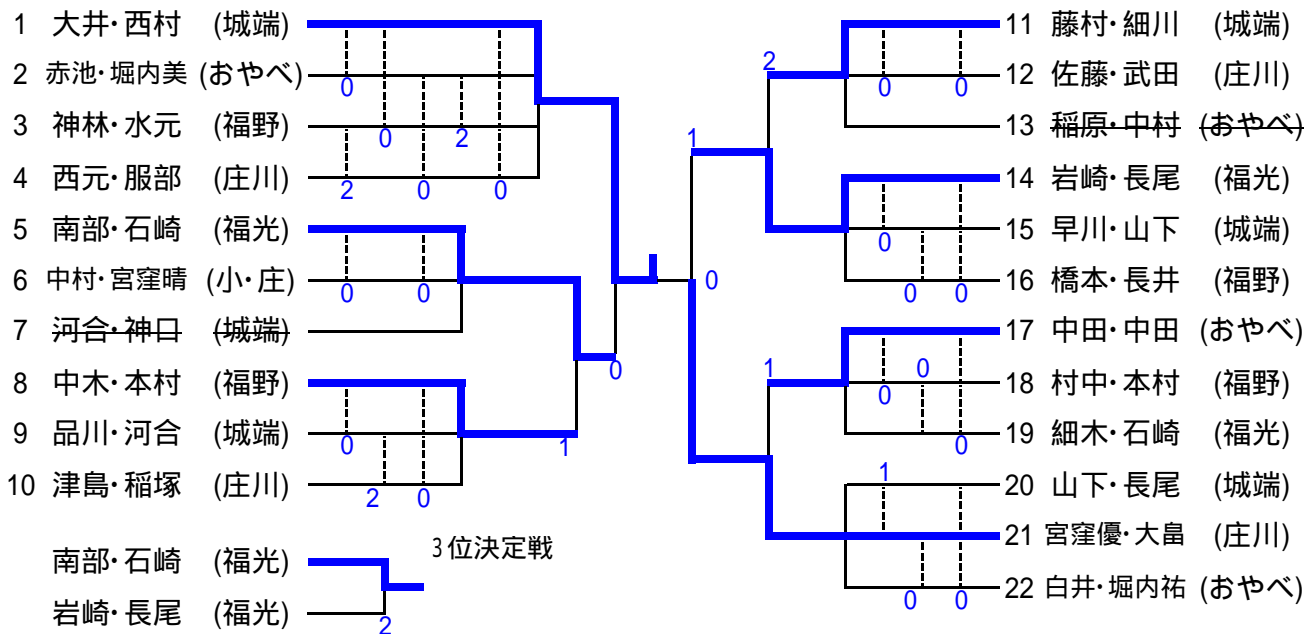 1 大井・西村 (城端)
2 赤池・堀内美 (おやべ)
0
3 神林・水元 (福野)
0 2
4 西元・服部 (庄川)
2 0 0
5 南部・石崎 (福光)
6 中村・宮窪晴 (小・庄)
0 0
7 河合・神口 (城端)
8 中木・本村 (福野)
9 品川・河合 (城端)
0 1
10 津島・稲塚 (庄川)
2 0
0
0
3位決定戦
南部・石崎 (福光)
岩崎・長尾 (福光)
2
11 藤村・細川 (城端)
2
12 佐藤・武田 (庄川)
0 0
1
13 稲原・中村 (おやべ)
14 岩崎・長尾 (福光)
15 早川・山下 (城端)
0
16 橋本・長井 (福野)
0 0
17 中田・中田 (おやべ)
1 0
18 村中・本村 (福野)
0
19 細木・石崎 (福光)
0
1
20 山下・長尾 (城端)
21 宮窪優・大畠 (庄川)
22 白井・堀内祐 (おやべ)
0 0